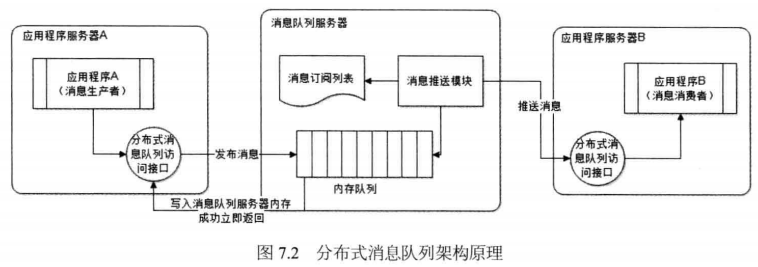 应用程序服务器A
应用程序A
（消息生产者）
分布式消
息队列访
问接口
发布消息
写入消息队列服务器内存
成功立即返回
消息队列服务器
消息订阅列表
消息推送模块
内存队列
推送消息
应用程序服务器B
应用程序B
（消息消费者）
分布式消
息队列访
问接口
图 7.2 分布式消息队列架构原理